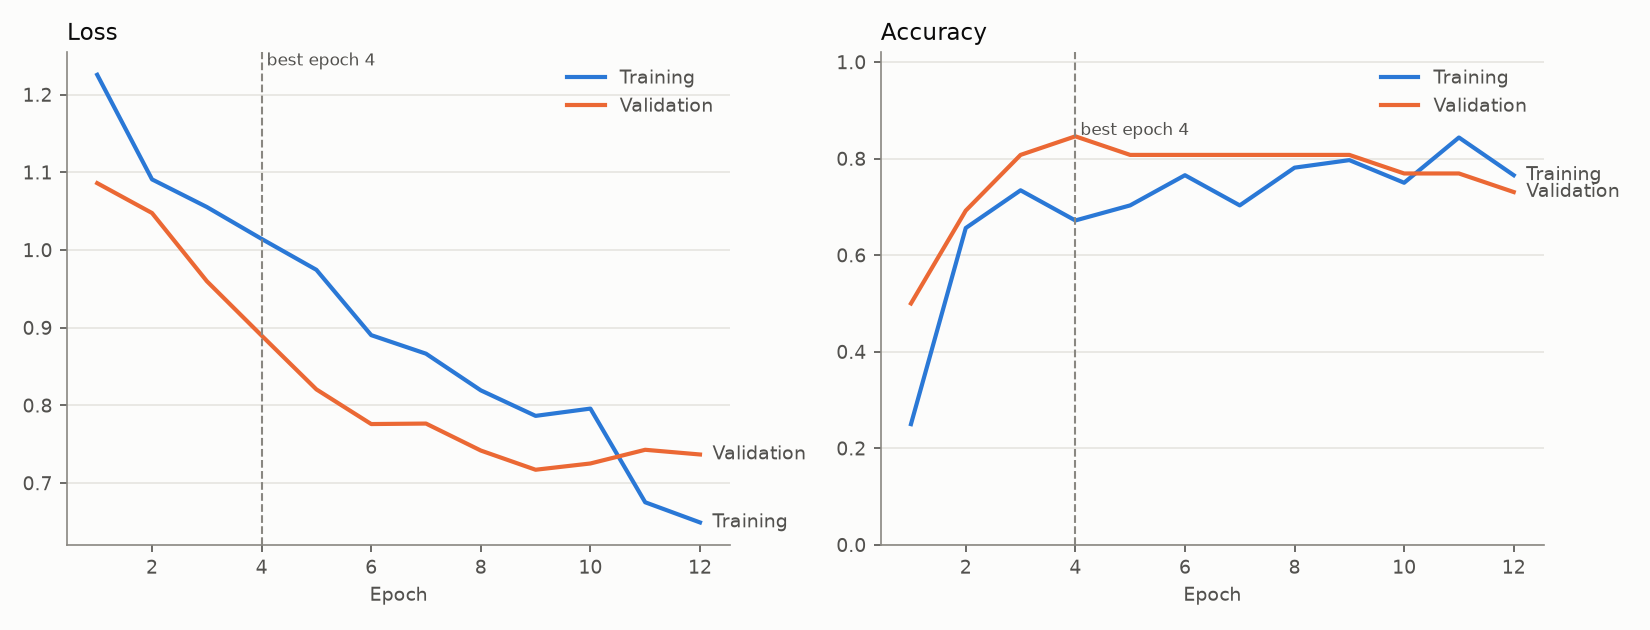 Loss
best epoch 4
Training
Validation
1.2
1.1
1.0
0.9
0.8
0.7
Validation
Training
2 4 6 8 10 12
Epoch
Accuracy
Training
Validation
best epoch 4
1.0
0.8
0.6
0.4
0.2
0.0
Training
Validation
2 4 6 8 10 12
Epoch